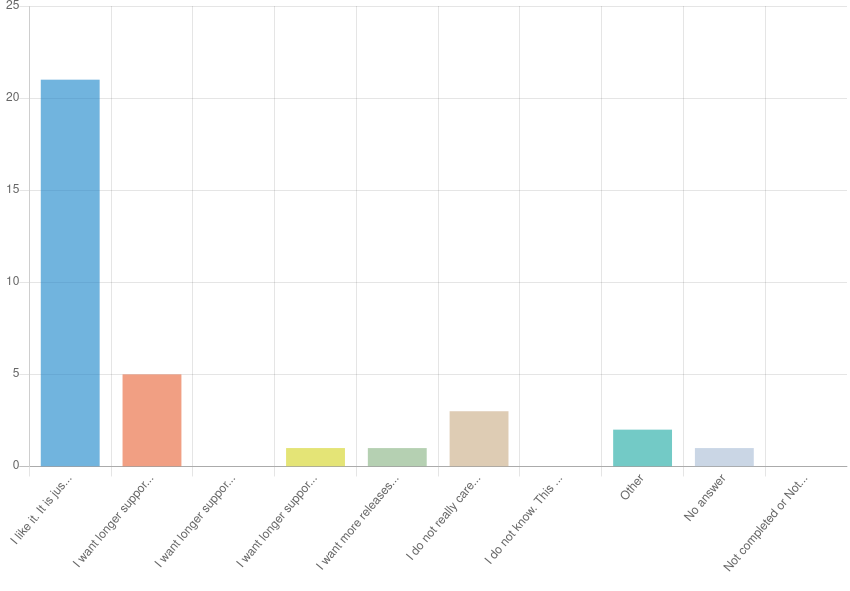 25
20
15
10
5
0
I like it. It is jus...
I want longer suppor...
I want longer suppor...
I want longer suppor...
I want more releases...
I do not really care...
I do not know. This ...
Other
No answer
Not completed or Not...